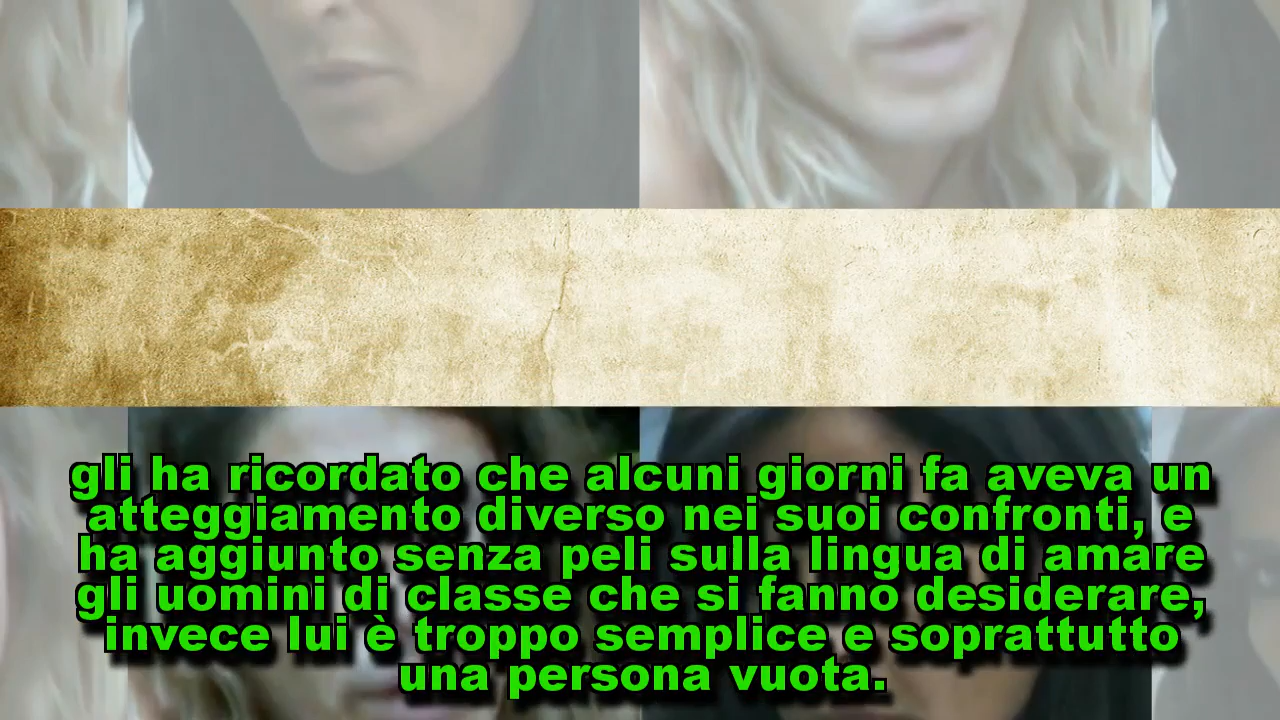 gli ha ricordato che alcuni giorni fa aveva un
atteggiamento diverso nei suoi confronti, e
ha aggiunto senza peli sulla lingua di amare
gli uomini di classe che si fanno desiderare,
invece lui è troppo semplice e soprattutto
una persona vuota.